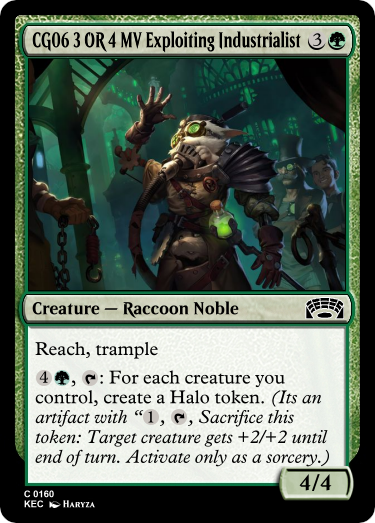 CG06 3 OR 4 MV Exploiting Industrialist 3
Creature — Raccoon Noble
Reach, trample
4, : For each creature you
control, create a Halo token. (Its an
artifact with “1, , Sacrifice this
token: Target creature gets +2/+2 until
end of turn. Activate only as a sorcery.)
4/4
C 0160
KEC Haryza